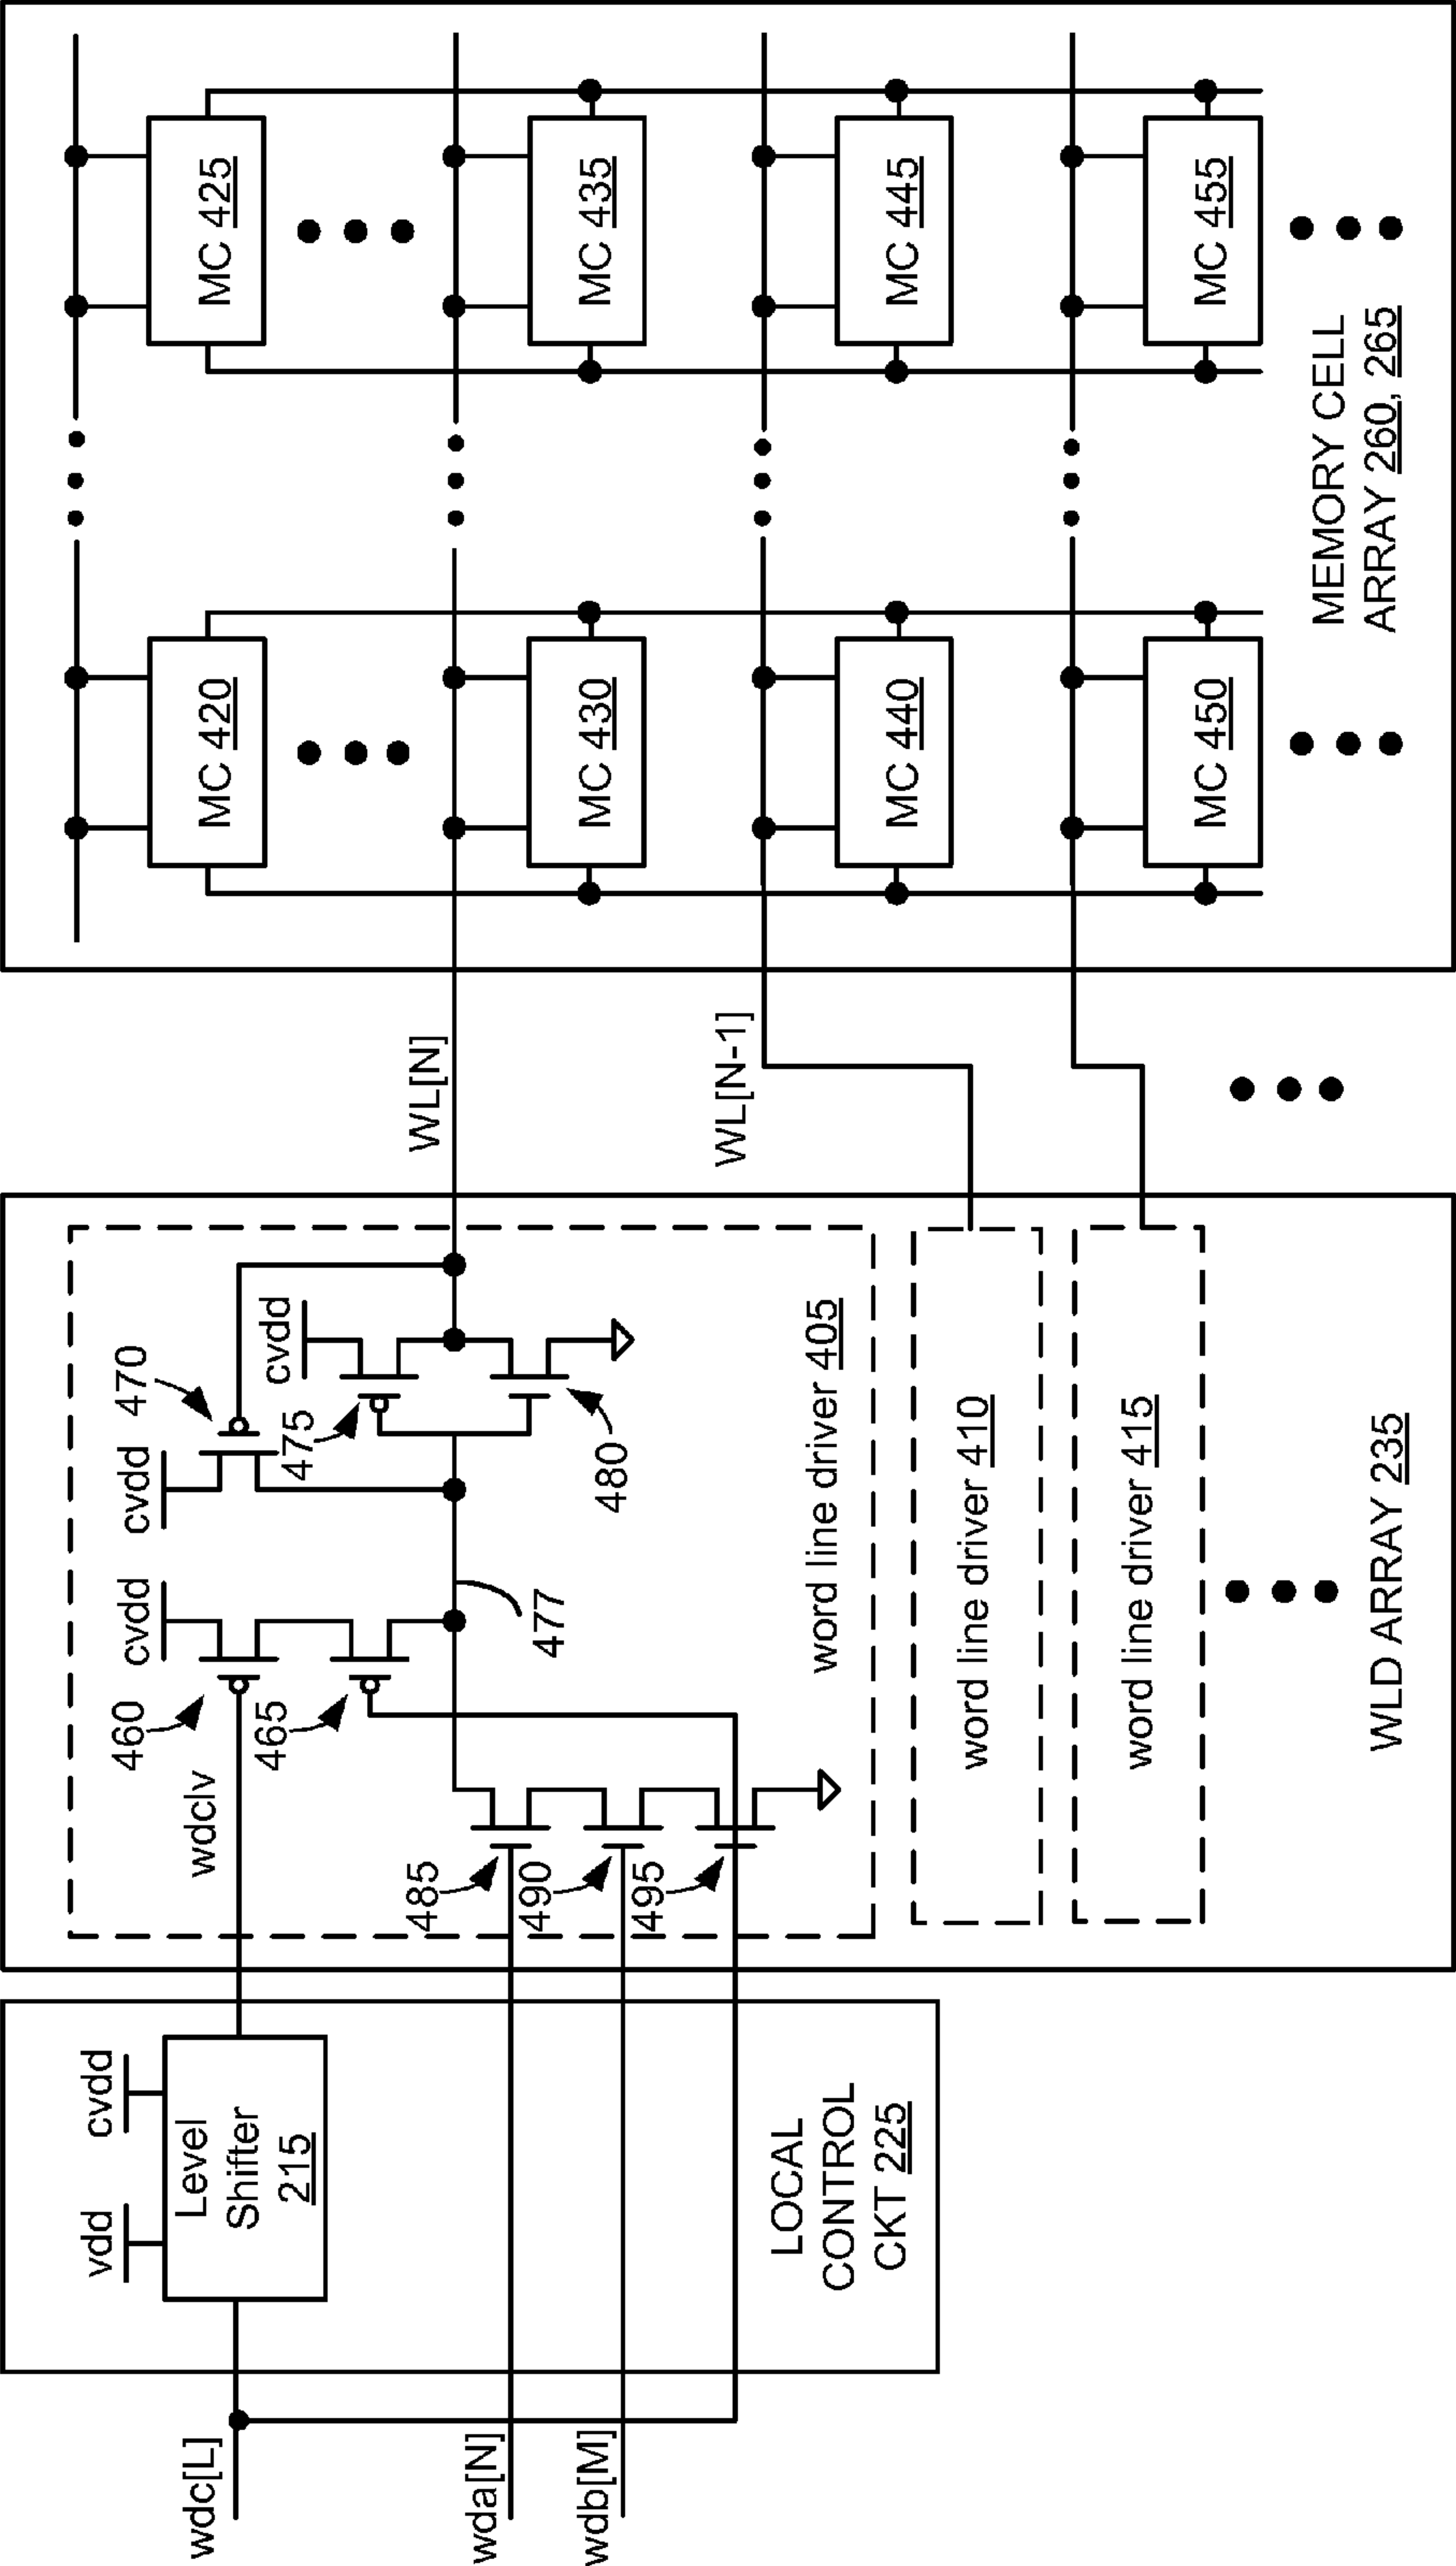 wdc[L]
wda[N]
wdb[M]
vdd
cvdd
Level
Shifter
215
LOCAL
CONTROL
CKT 225
wdclv
460
465
cvdd
cvdd
470
475
cvdd
477
480
485
490
495
word line driver 405
word line driver 410
word line driver 415
WLD ARRAY 235
WL[N]
WL[N-1]
MC 420
MC 425
MC 430
MC 435
MC 440
MC 445
MC 450
MC 455
MEMORY CELL
ARRAY 260, 265